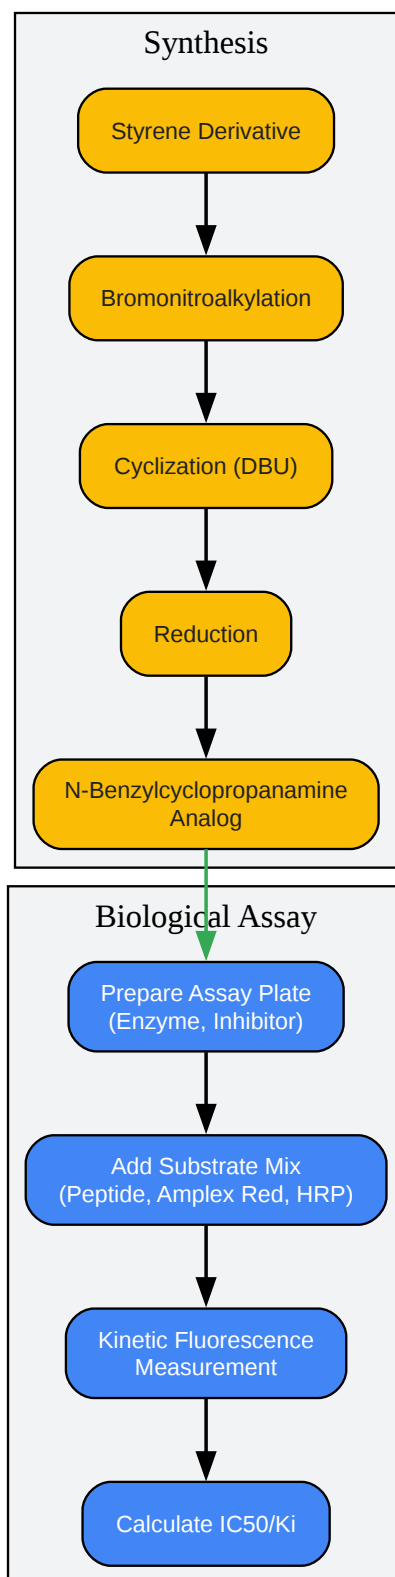 Synthesis
Styrene Derivative
Bromonitroalkylation
Cyclization (DBU)
Reduction
N-Benzylcyclopropanamine
Analog
Biological Assay
Prepare Assay Plate
(Enzyme, Inhibitor)
Add Substrate Mix
(Peptide, Amplex Red, HRP)
Kinetic Fluorescence
Measurement
Calculate IC50/Ki